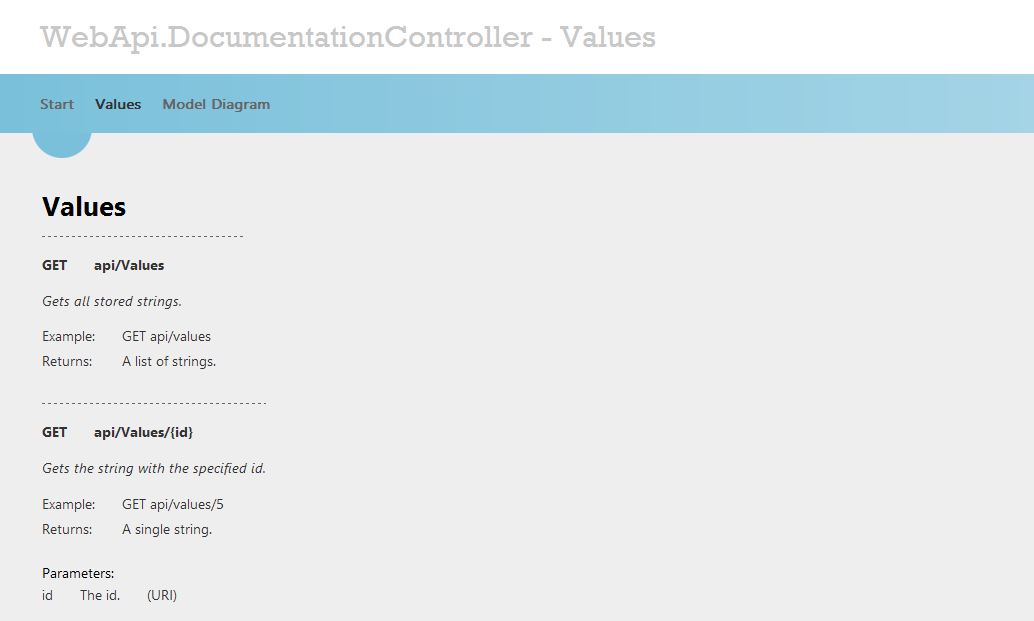 WebApi.DocumentationController - Values
Start Values Model Diagram
Values
GET api/Values
Gets all stored strings.
Example: GET api/values
Returns: A list of strings.
GET api/Values/{id}
Gets the string with the specified id.
Example: GET api/values/5
Returns: A single string.
Parameters:
id The id. (URI)